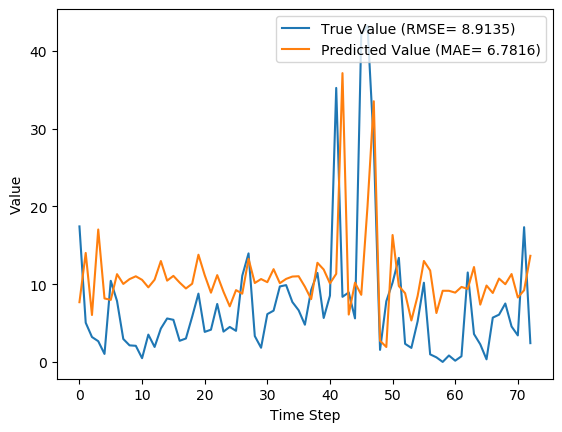 True Value (RMSE= 8.9135)
Predicted Value (MAE= 6.7816)
40
30
20
10
0
Value
0 10 20 30 40 50 60 70
Time Step